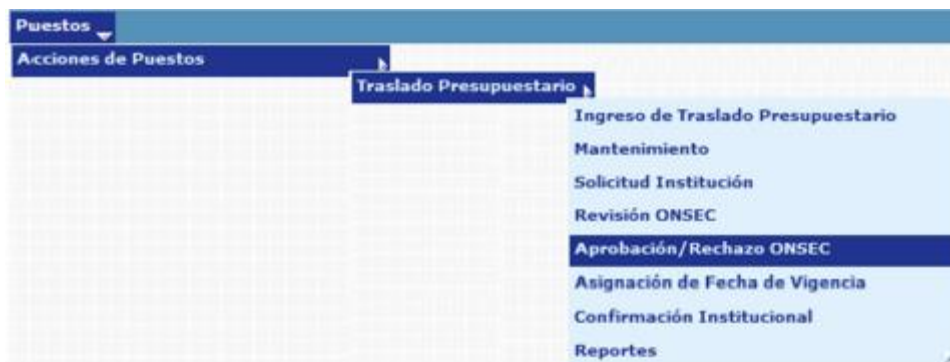 Puestos
Acciones de Puestos
Traslado Presupuestario
Ingreso de Traslado Presupuestario
Mantenimiento
Solicitud Institución
Revisión ONSEC
Aprobación/Rechazo ONSEC
Asignación de Fecha de Vigencia
Confirmación Institucional
Reportes